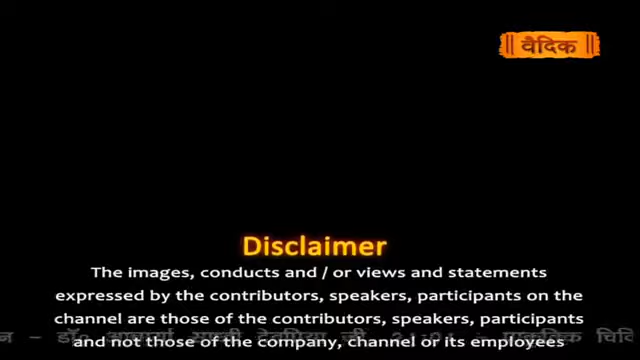 || वैदिक ||
Disclaimer
The images, conducts and / or views and statements
expressed by the contributors, speakers, participants on the
channel are those of the contributors, speakers, participants
and not those of the company, channel or its employees